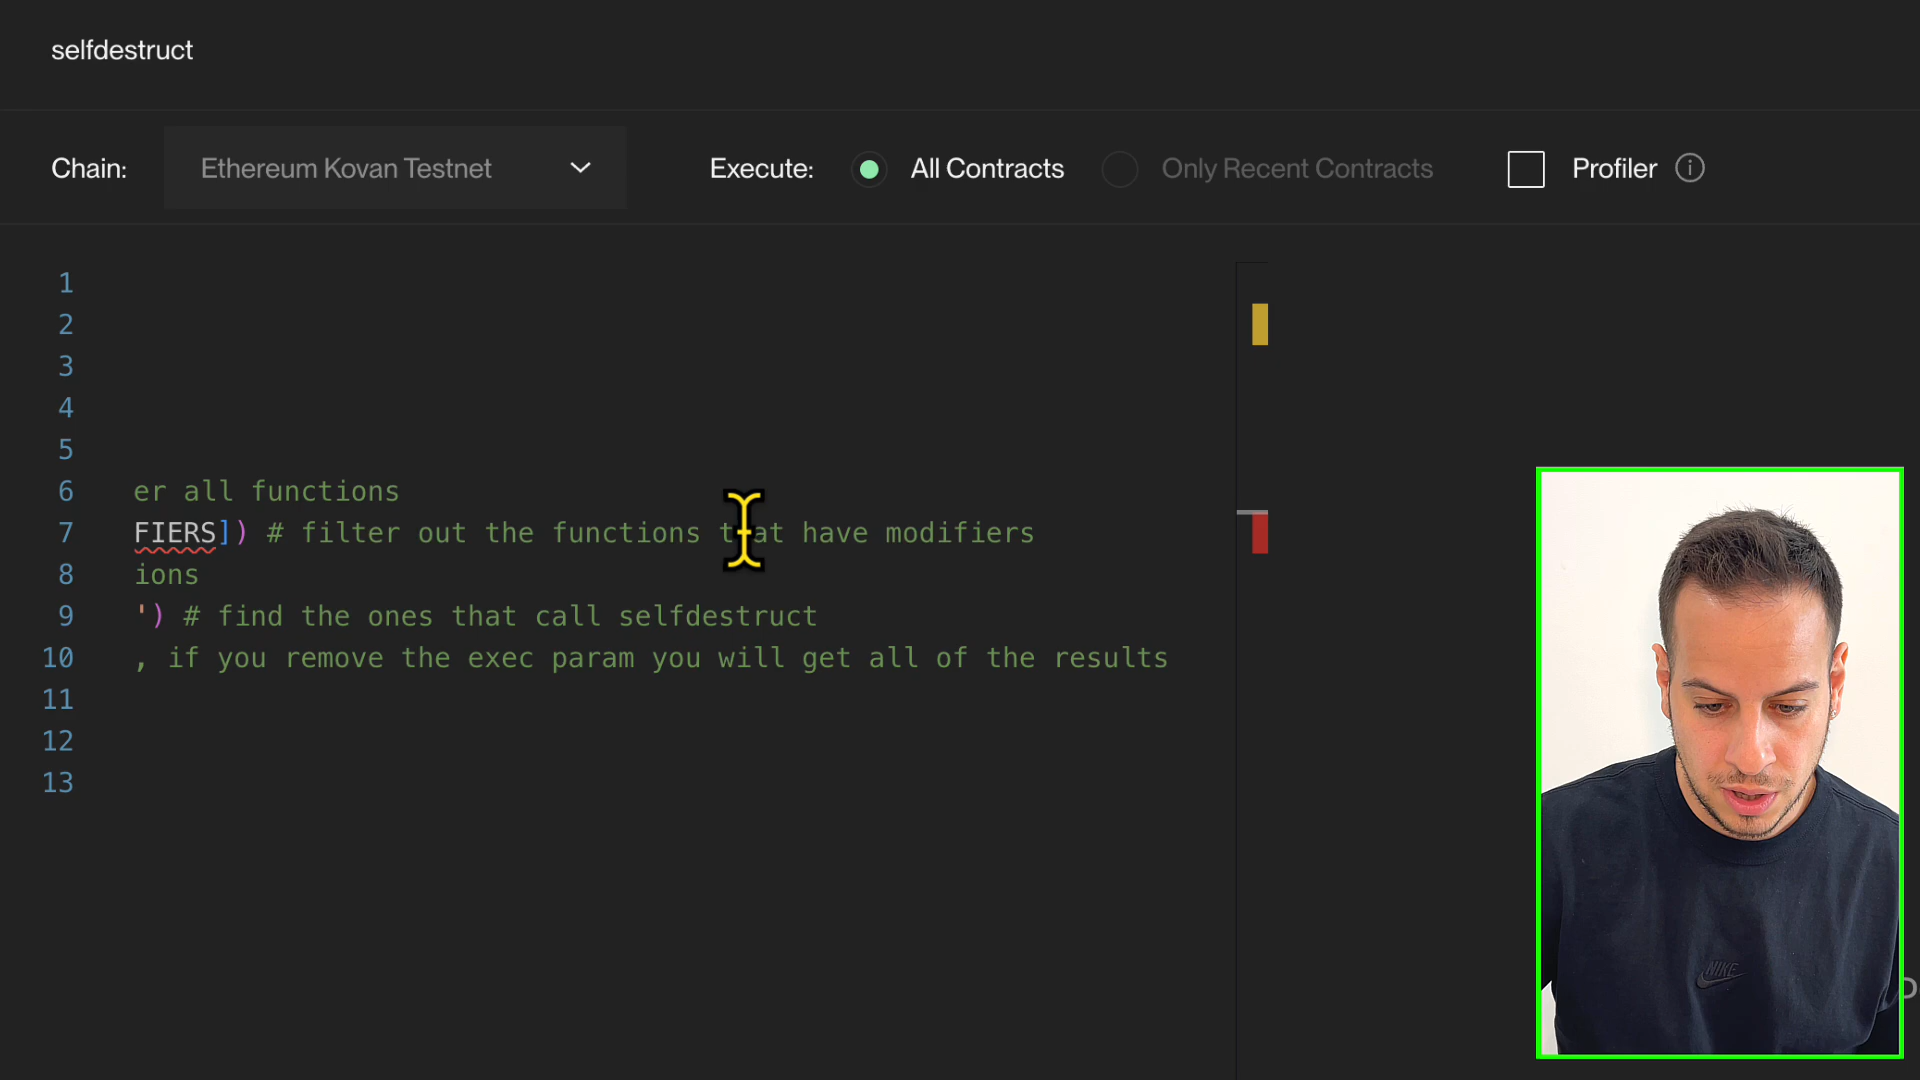 selfdestruct
Chain: Ethereum Kovan Testnet Execute: All Contracts Only Recent Contracts Profiler
1
2
3
4
5
6 er all functions
7 FIERS]) # filter out the functions that have modifiers
8 ions
9 ') # find the ones that call selfdestruct
10 , if you remove the exec param you will get all of the results
11
12
13
NIKE